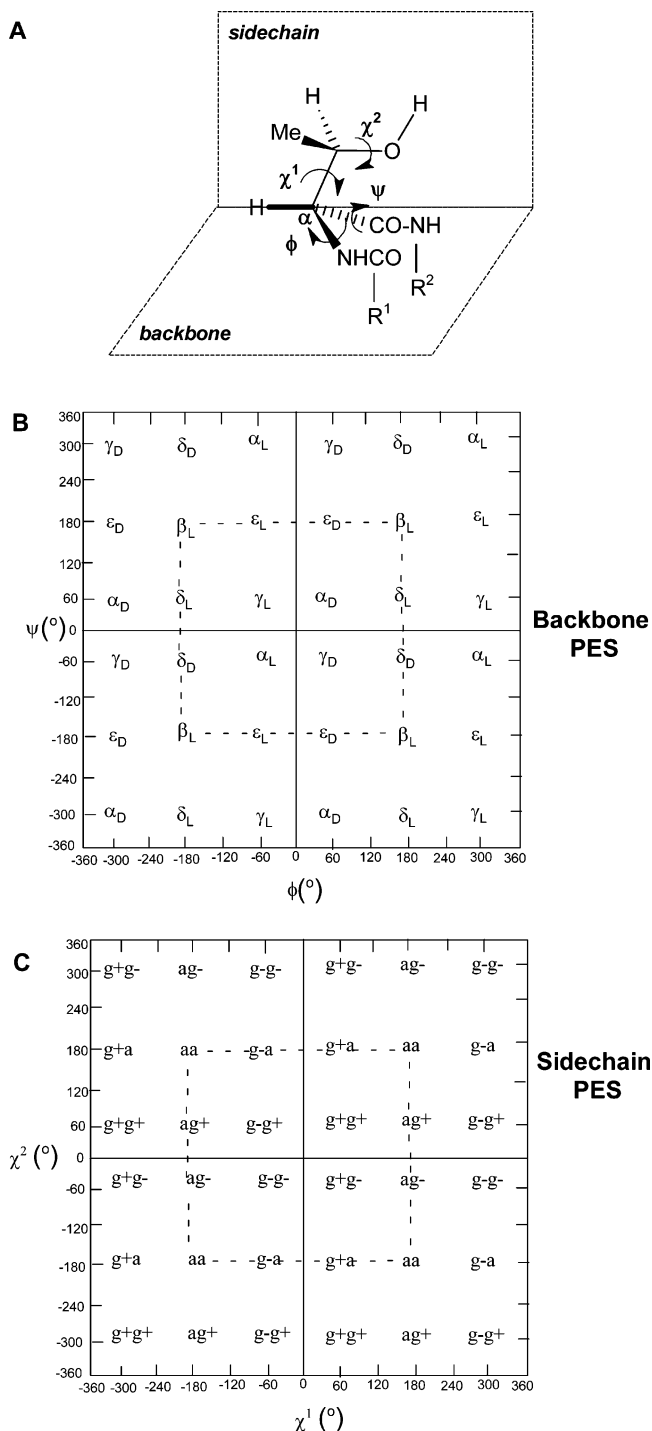 A
sidechain
H
H
Me
χ²
O
χ¹
ψ
H
α
CO-NH
ϕ
NHCO
R²
R¹
backbone
B
360
300
γD δD αL γD δD αL
240
180
εD βL εL εD βL εL
120
60
αD δL γL αD δL γL
ψ(°) 0
Backbone
PES
-60
γD δD αL γD δD αL
-120
-180
εD βL εL εD βL εL
-240
-300
αD δL γL αD δL γL
-360
-360 -300 -240 -180 -120 -60 0 60 120 180 240 300 360
ϕ(°)
C
360
300
g+g- ag- g-g- g+g- ag- g-g-
240
180
g+a aa g-a g+a aa g-a
Sidechain
PES
120
60
g+g+ ag+ g-g+ g+g+ ag+ g-g+
χ² (°)
0
-60
g+g- ag- g-g- g+g- ag- g-g-
-120
-180
g+a aa g-a g+a aa g-a
-240
-300
g+g+ ag+ g-g+ g+g+ ag+ g-g+
-360
-360 -300 -240 -180 -120 -60 0 60 120 180 240 300 360
χ¹ (°)